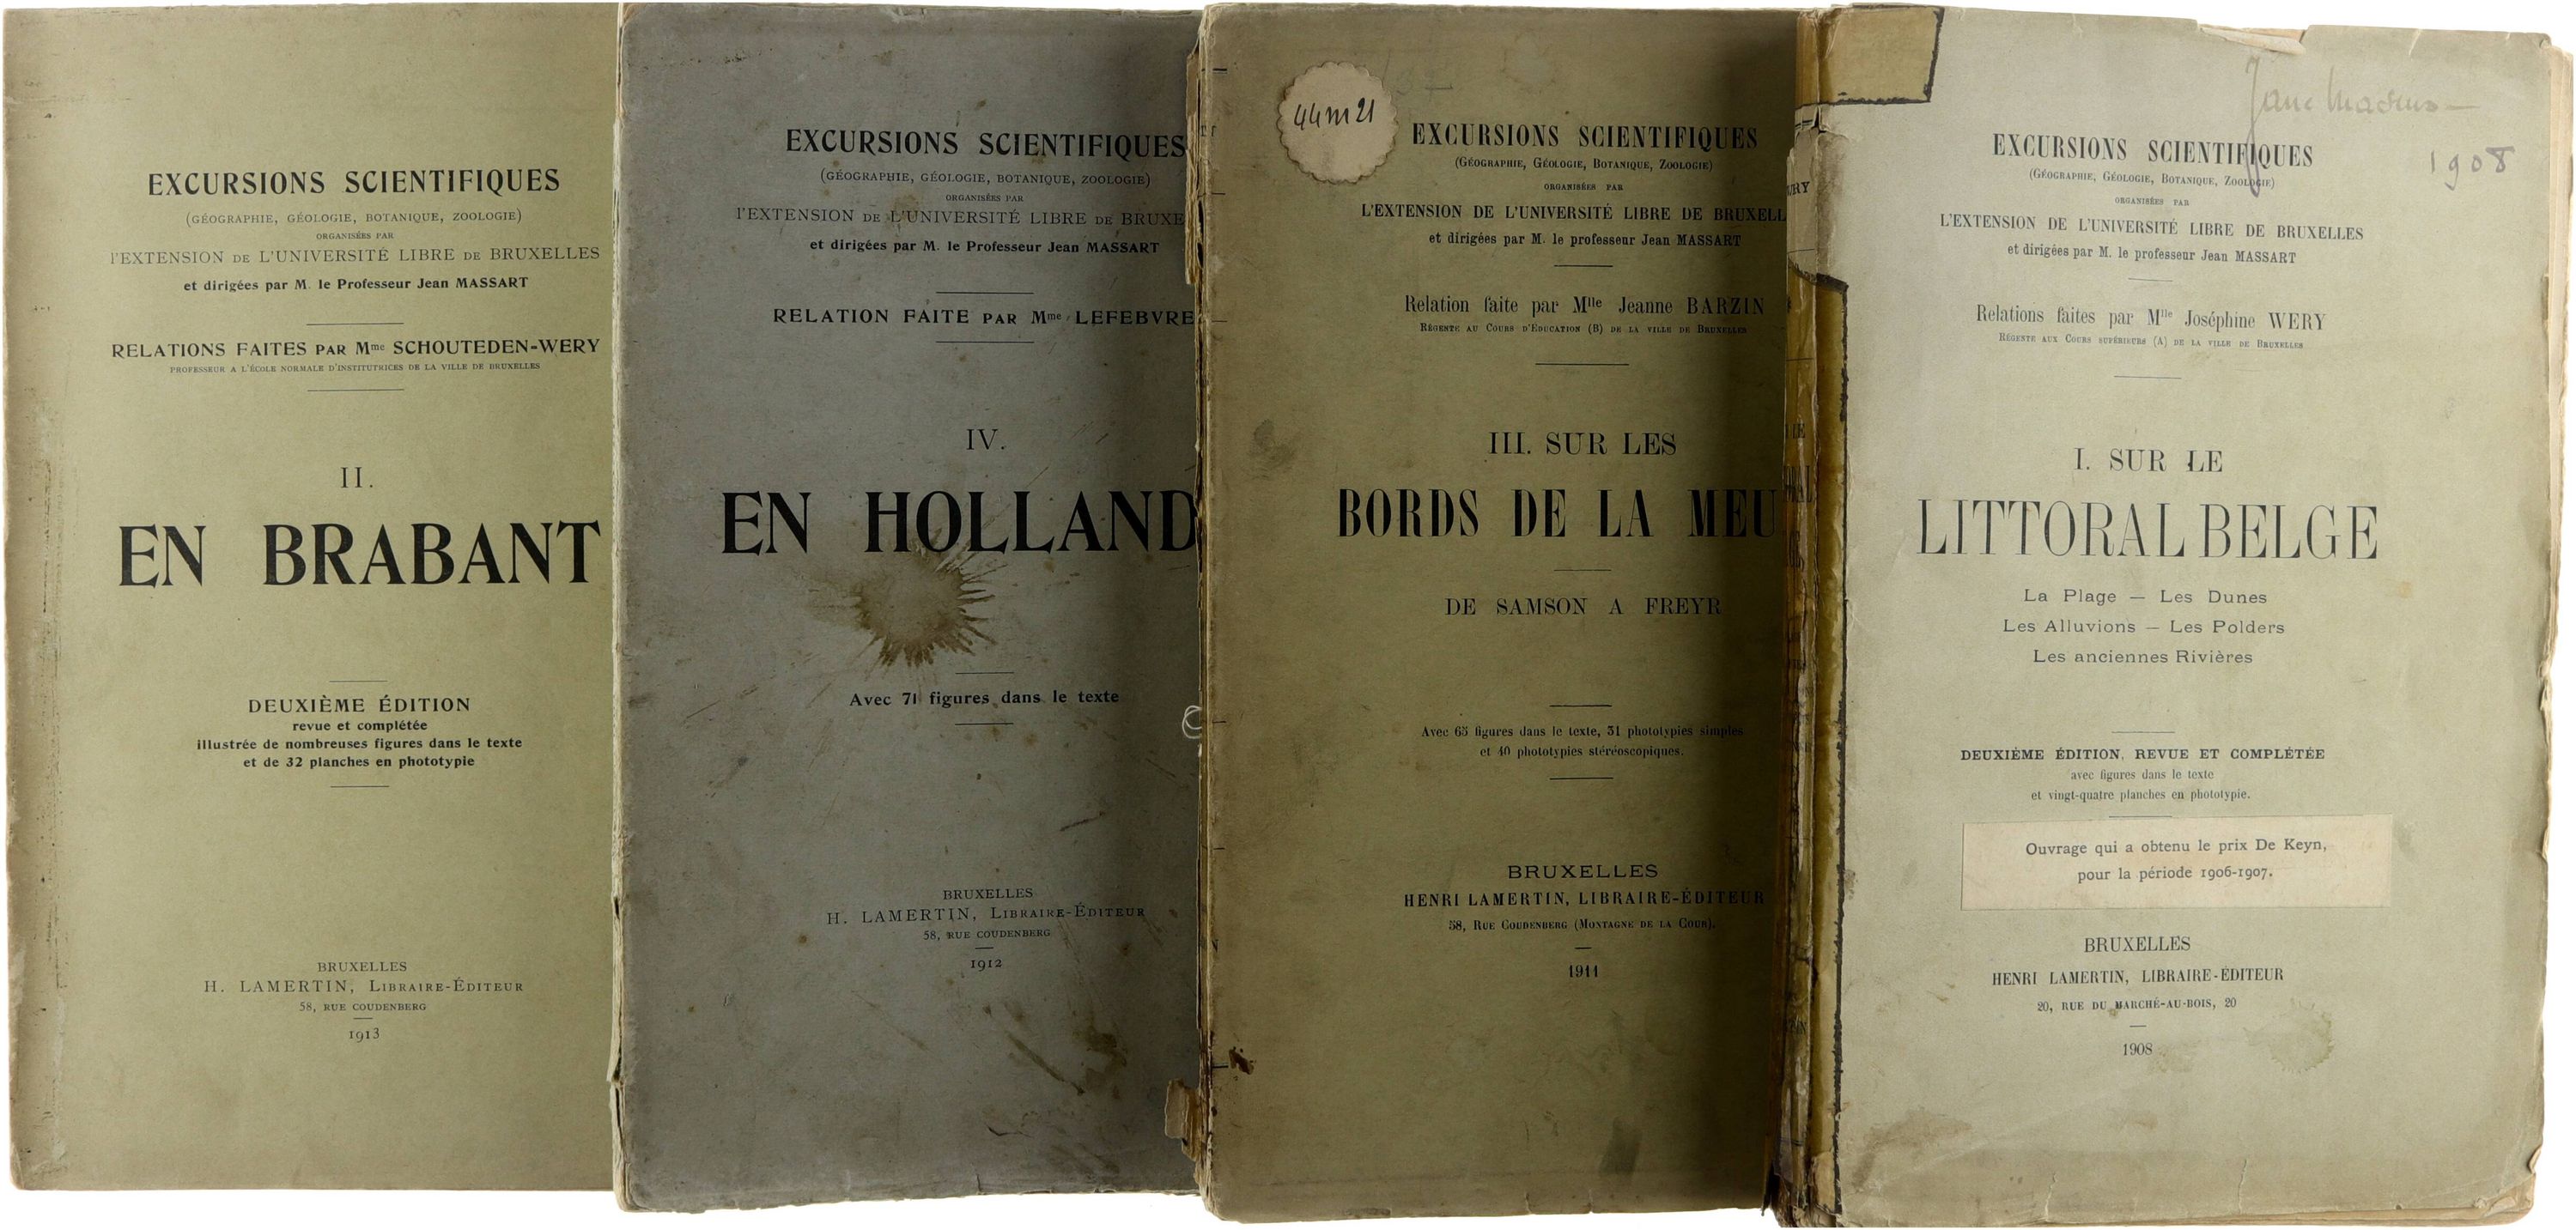 EXCURSIONS SCIENTIFIQUES
(GÉOGRAPHIE, GÉOLOGIE, BOTANIQUE, ZOOLOGIE)
ORGANISÉES PAR
l'EXTENSION DE L'UNIVERSITÉ LIBRE DE BRUXELLES
et dirigées par M. le Professeur Jean MASSART
RELATIONS FAITES PAR Mme SCHOUTEDEN-WERY
PROFESSEUR A L'ÉCOLE NORMALE D'INSTITUTRICES DE LA VILLE DE BRUXELLES
II.
EN BRABANT
DEUXIÈME ÉDITION
revue et complétée
illustrée de nombreuses figures dans le texte
et de 32 planches en phototypie
BRUXELLES
H. LAMERTIN, LIBRAIRE-ÉDITEUR
58, RUE COUDENBERG
1913
EXCURSIONS SCIENTIFIQUES
(GÉOGRAPHIE, GÉOLOGIE, BOTANIQUE, ZOOLOGIE)
ORGANISÉES PAR
l'EXTENSION DE L'UNIVERSITÉ LIBRE DE BRUXE
et dirigées par M. le Professeur Jean MASSART
RELATION FAITE PAR Mme LEFEBVRE
IV.
EN HOLLAND
Avec 71 figures dans le texte
BRUXELLES
H. LAMERTIN, LIBRAIRE-ÉDITEUR
58, RUE COUDENBERG
1912
44m21
EXCURSIONS SCIENTIFIQUES
(GÉOGRAPHIE, GÉOLOGIE, BOTANIQUE, ZOOLOGIE)
ORGANISÉES PAR
L'EXTENSION DE L'UNIVERSITÉ LIBRE DE BRUXELL
et dirigées par M. le professeur Jean MASSART
Relation faite par Mlle Jeanne BARZIN
RÉGENTE AU COURS D'ÉDUCATION (B) DE LA VILLE DE BRUXELLES
III. SUR LES
BORDS DE LA MEU
DE SAMSON A FREYR
Avec 65 figures dans le texte, 31 phototypies simples
et 40 phototypies stéréoscopiques.
BRUXELLES
HENRI LAMERTIN, LIBRAIRE-ÉDITEUR
58, RUE COUDENBERG (MONTAGNE DE LA COUR).
1911
1908
EXCURSIONS SCIENTIFIQUES
(GÉOGRAPHIE, GÉOLOGIE, BOTANIQUE, ZOOLOGIE)
ORGANISÉES PAR
L'EXTENSION DE L'UNIVERSITÉ LIBRE DE BRUXELLES
et dirigées par M. le professeur Jean MASSART
Relations faites par Mlle Joséphine WERY
RÉGENTE AUX COURS SUPÉRIEURS (A) DE LA VILLE DE BRUXELLES
I. SUR LE
LITTORAL BELGE
La Plage — Les Dunes
Les Alluvions — Les Polders
Les anciennes Rivières
DEUXIÈME ÉDITION, REVUE ET COMPLÉTÉE
avec figures dans le texte
et vingt-quatre planches en phototypie.
Ouvrage qui a obtenu le prix De Keyn,
pour la période 1906-1907.
BRUXELLES
HENRI LAMERTIN, LIBRAIRE-ÉDITEUR
20, RUE DU MARCHÉ-AU-BOIS, 20
1908